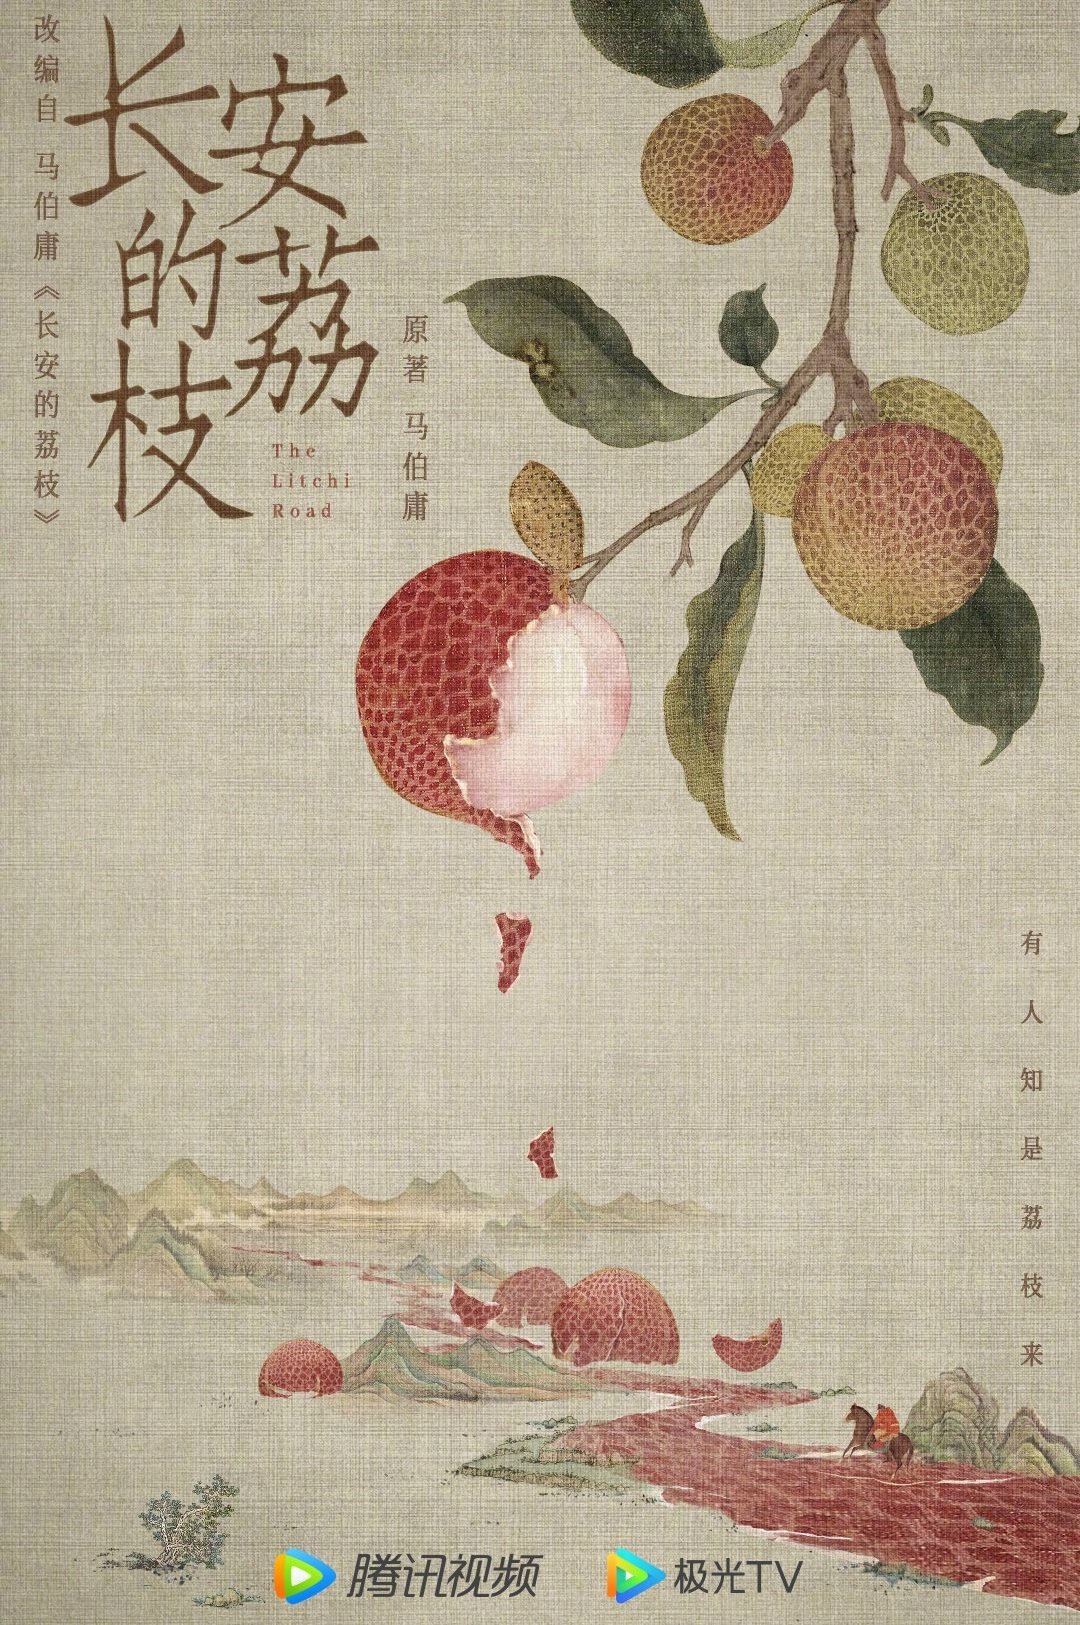 改编自 马伯庸《长安的荔枝》
长安的荔枝
The
Litchi
Road
原著 马伯庸
有人知是荔枝来
腾讯视频
极光TV